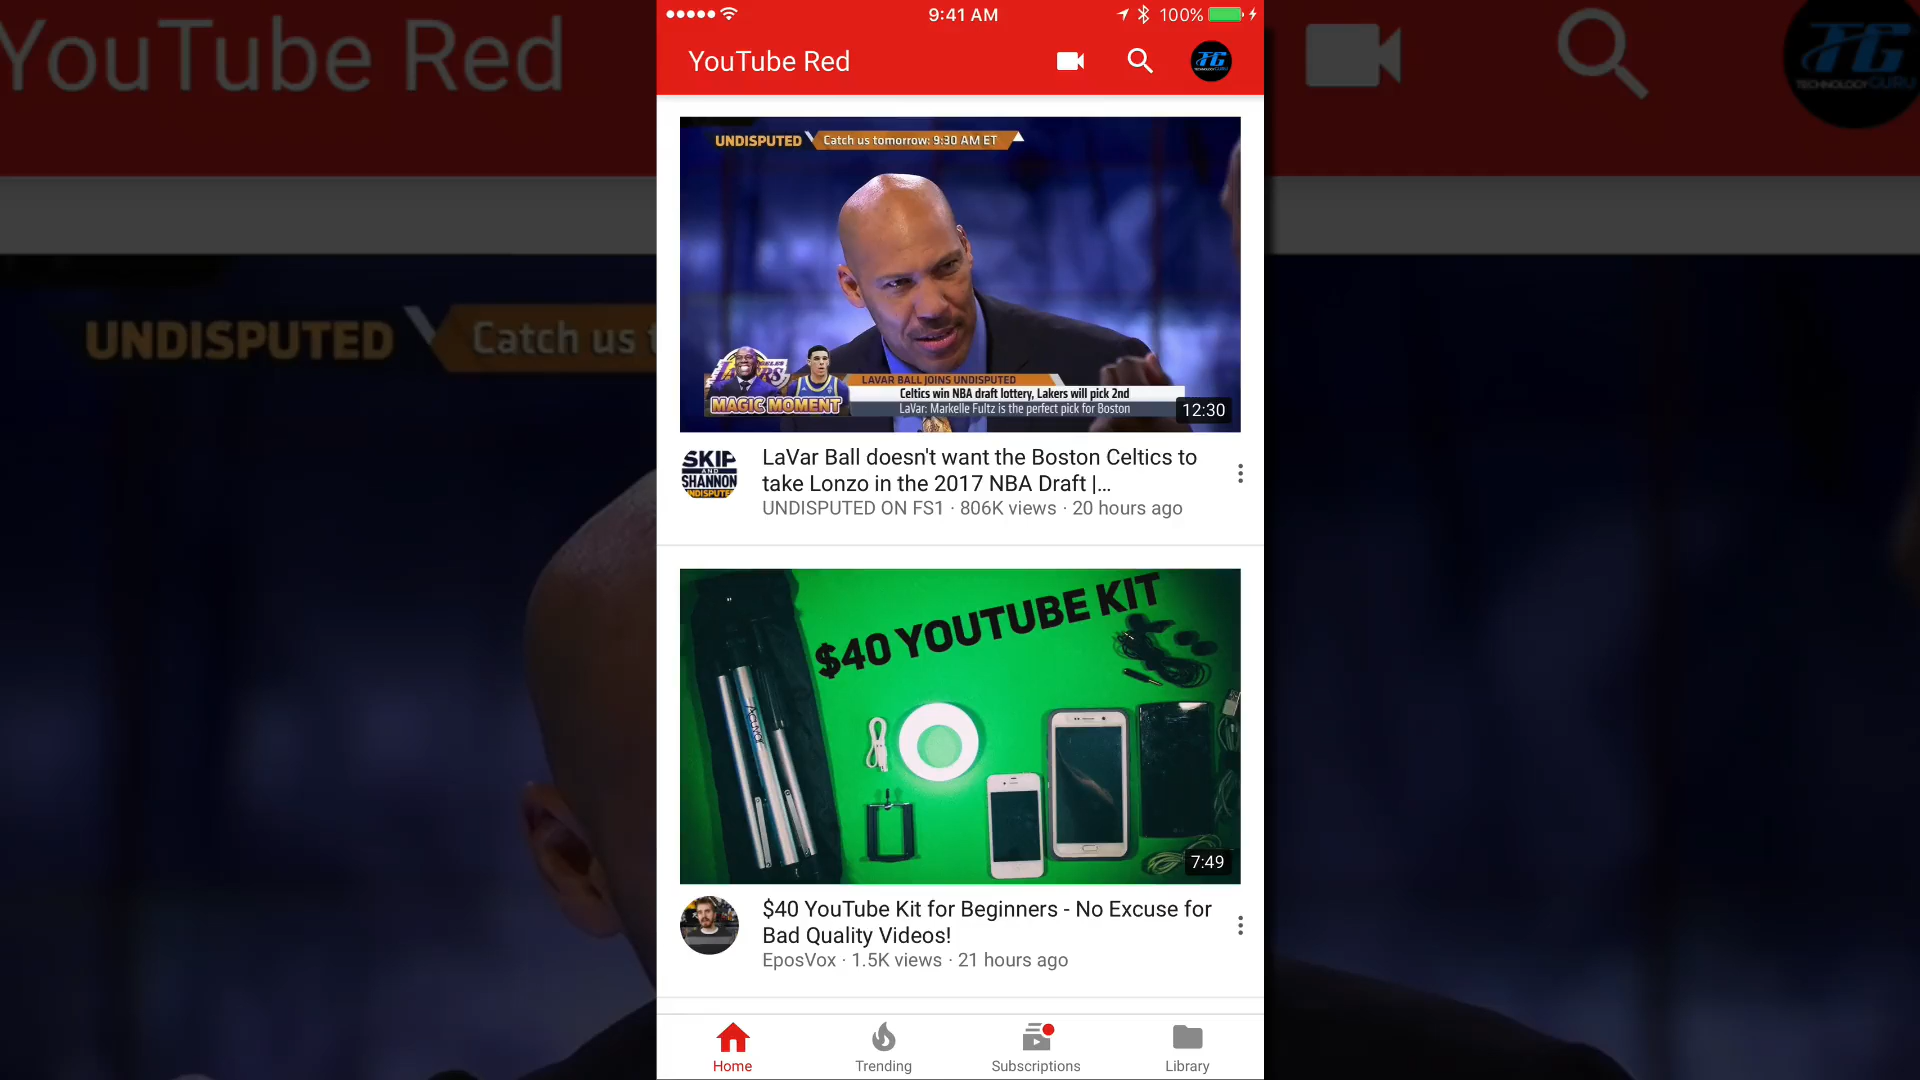 9:41 AM
100%
YouTube Red
YouTube Red
TG
TECHNOLOGY GURU
UNDISPUTED
Catch us tomorrow: 9:30 AM ET
UNDISPUTED
Catch us t
LAVAR BALL JOINS UNDISPUTED
Celtics win NBA draft lottery, Lakers will pick 2nd
MAGIC MOMENT
LaVar: Markelle Fultz is the perfect pick for Boston
12:30
SKIP
AND
SHANNON
UNDISPUTED
LaVar Ball doesn't want the Boston Celtics to
take Lonzo in the 2017 NBA Draft |...
UNDISPUTED ON FS1 · 806K views · 20 hours ago
$40 YOUTUBE KIT
7:49
$40 YouTube Kit for Beginners - No Excuse for
Bad Quality Videos!
EposVox · 1.5K views · 21 hours ago
Home
Trending
Subscriptions
Library